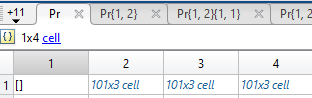 +11 Pr Pr{1, 2} Pr{1, 2}{1, 1} Pr{1,
{} 1x4 cell
1 2 3 4
1 [] 101x3 cell 101x3 cell 101x3 cell